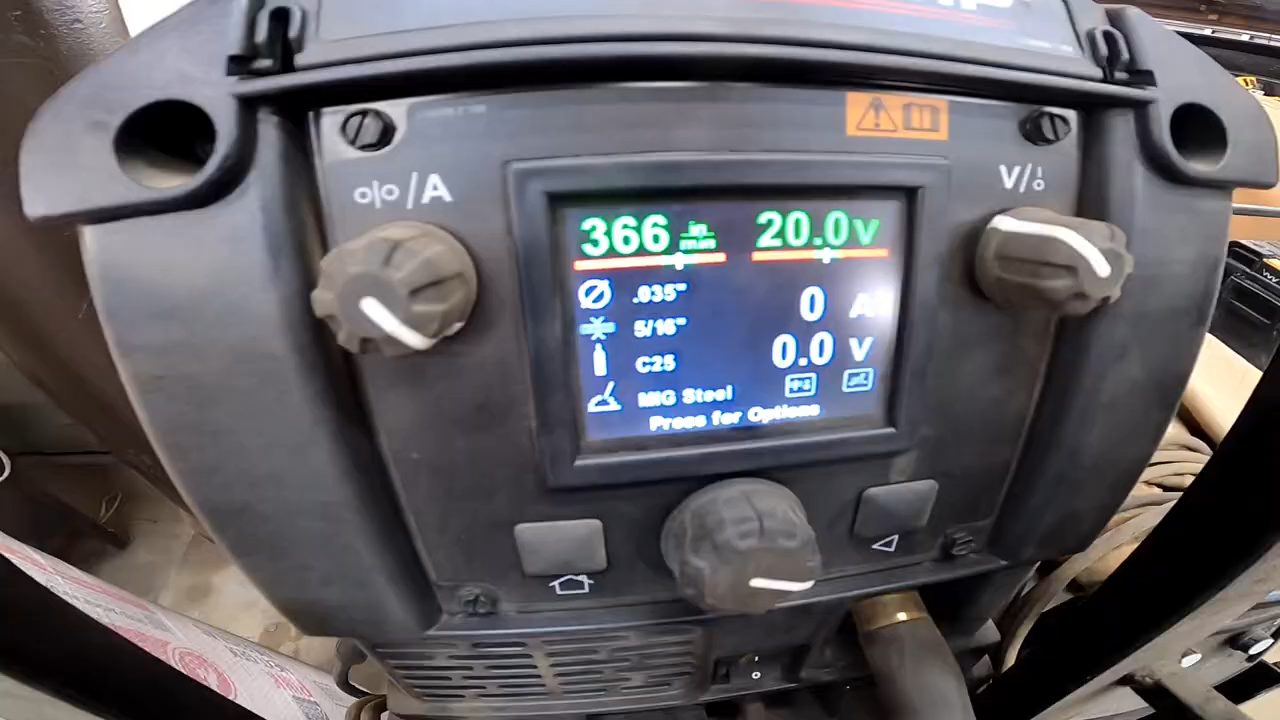 o|o/A
V/
366 in/min 20.0v
.035"
0 A
5/16"
0.0 V
C25
MIG Steel
Press for Options